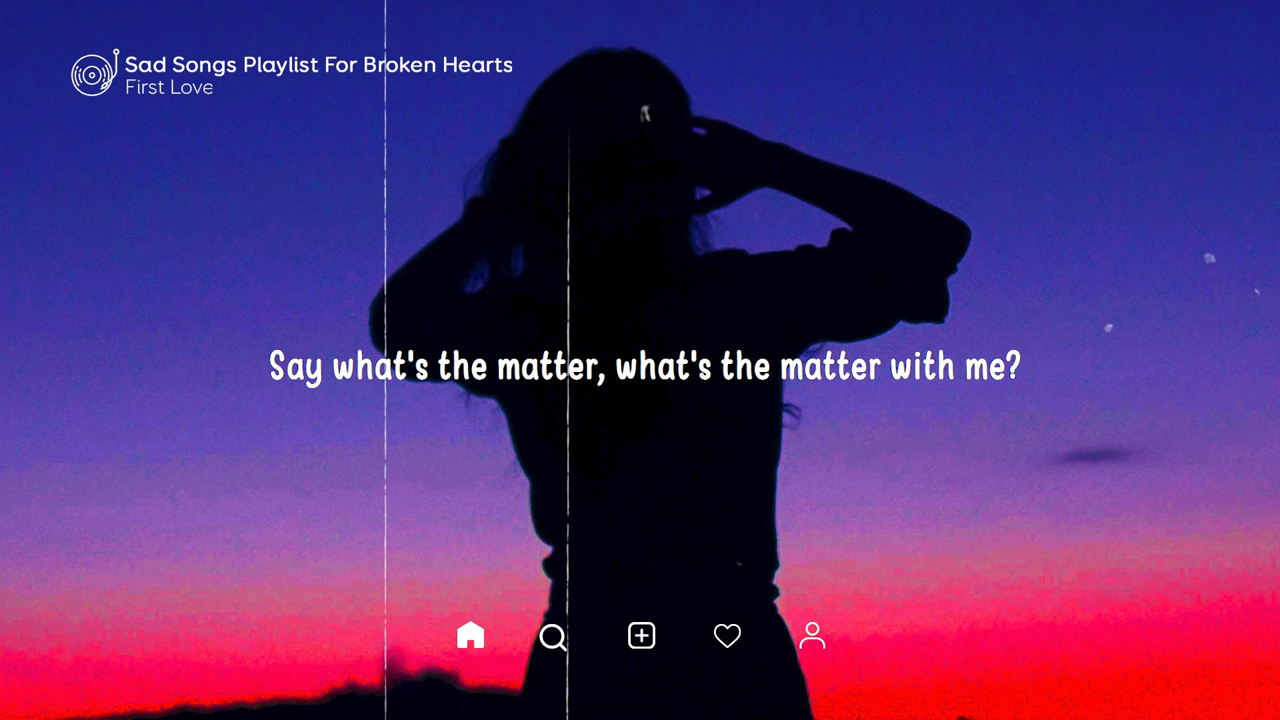 Sad Songs Playlist For Broken Hearts
First Love
Say what's the matter, what's the matter with me?